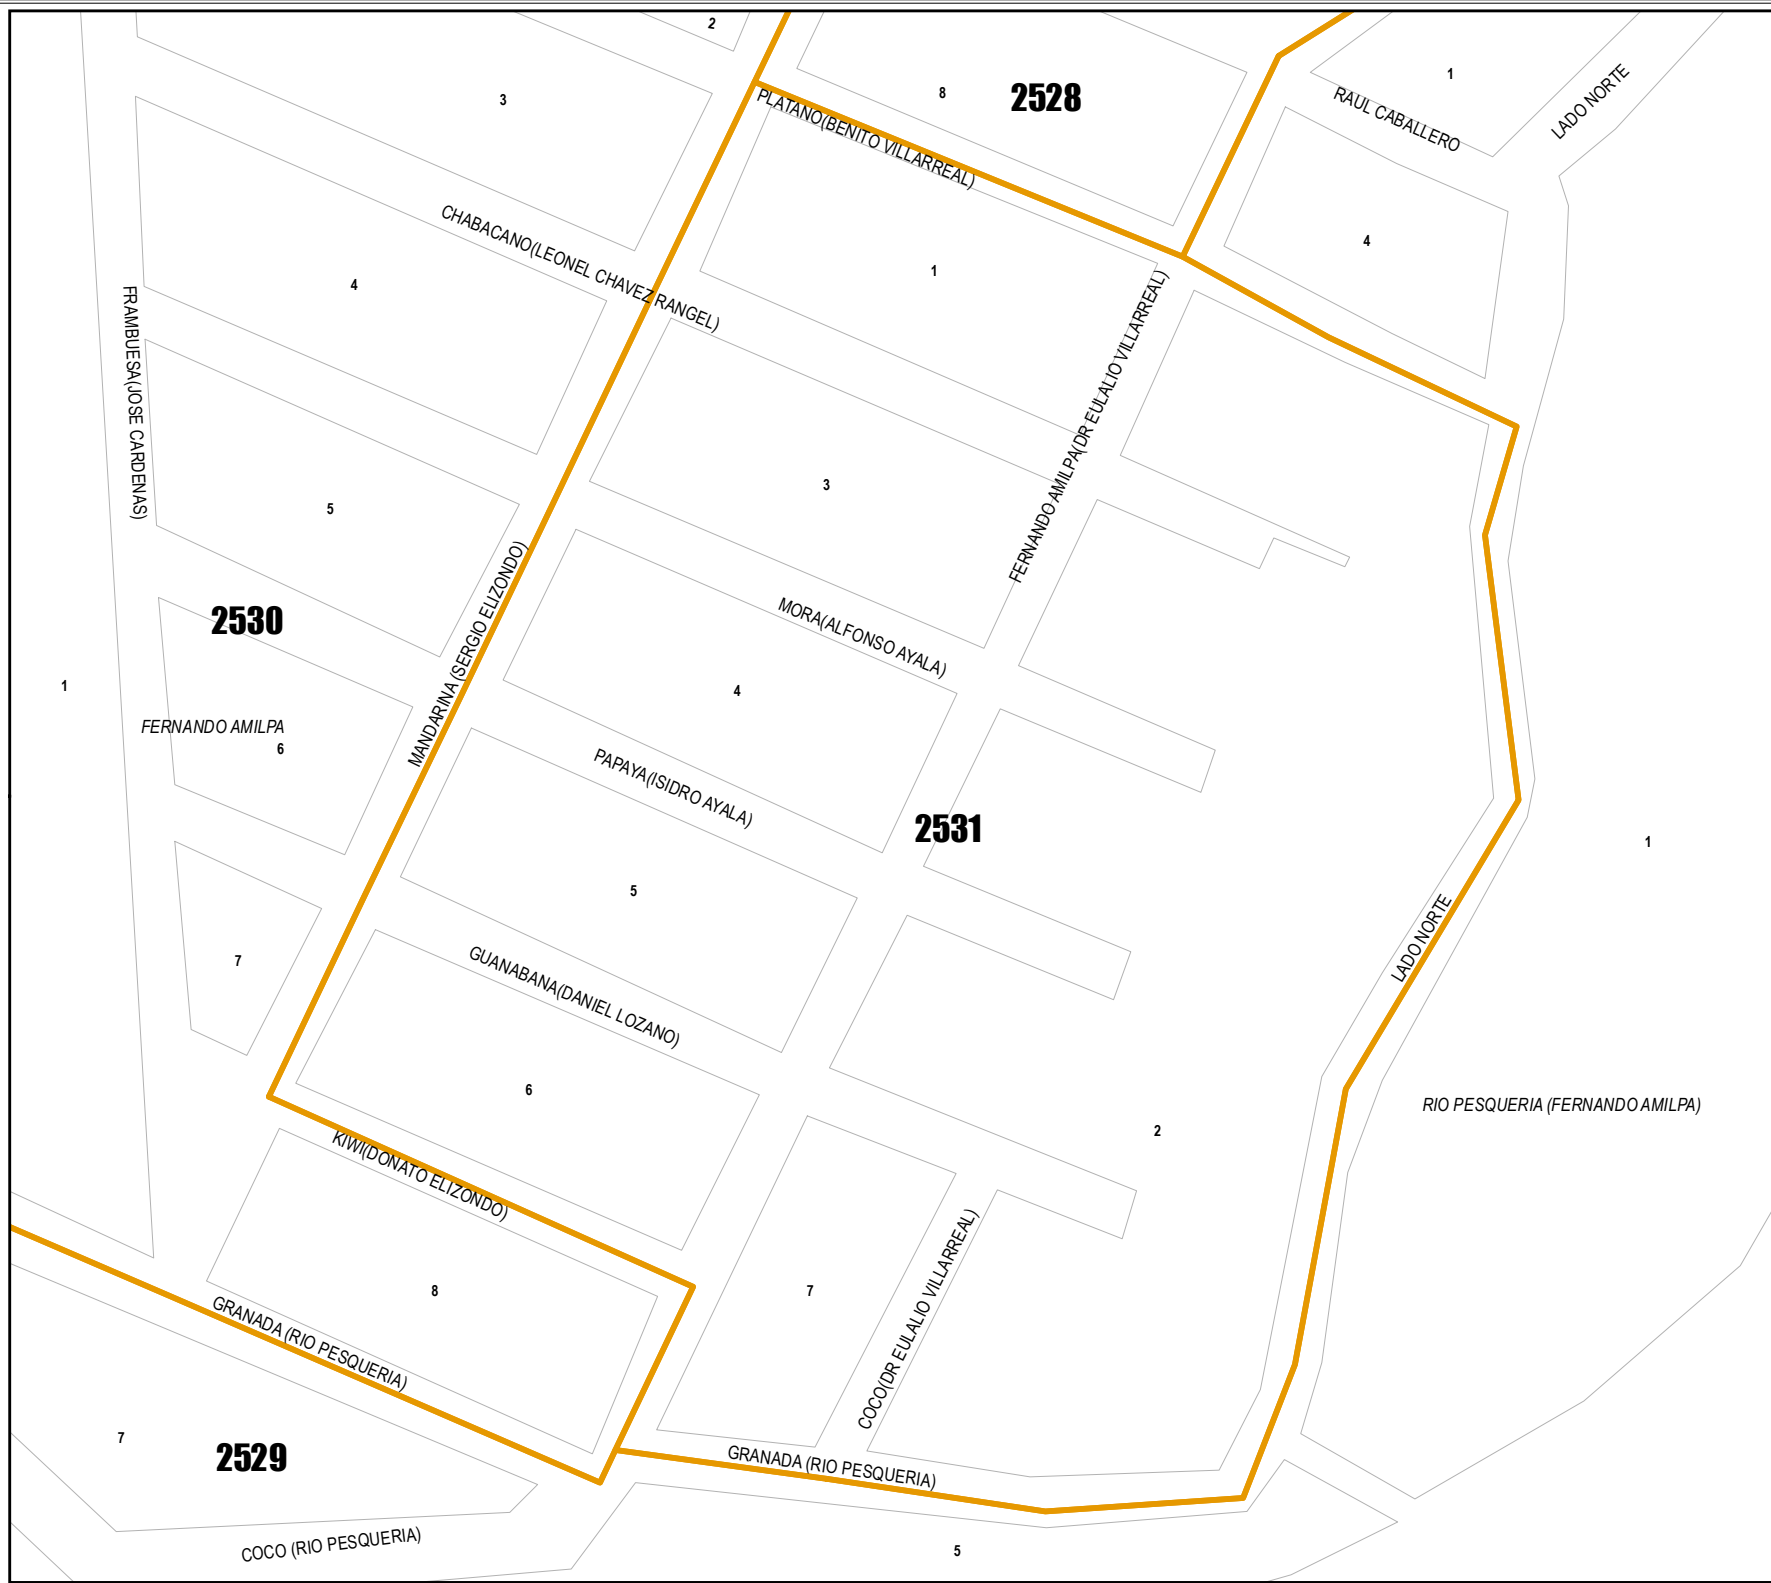 2
3
8
2528
1
RAUL CABALLERO
LADO NORTE
PLATANO(BENITO VILLARREAL)
CHABACANO(LEONEL CHAVEZ RANGEL)
4
1
4
FRAMBUESA(JOSE CARDENAS)
FERNANDO AMILPA(DR EULALIO VILLARREAL)
5
3
2530
MANDARINA (SERGIO ELIZONDO)
MORA(ALFONSO AYALA)
1
4
FERNANDO AMILPA
6
PAPAYA(ISIDRO AYALA)
2531
1
5
LADO NORTE
7
GUANABANA(DANIEL LOZANO)
6
RIO PESQUERIA (FERNANDO AMILPA)
2
KIWI(DONATO ELIZONDO)
8
7
COCO(DR EULALIO VILLARREAL)
GRANADA (RIO PESQUERIA)
7
2529
GRANADA (RIO PESQUERIA)
COCO (RIO PESQUERIA)
5